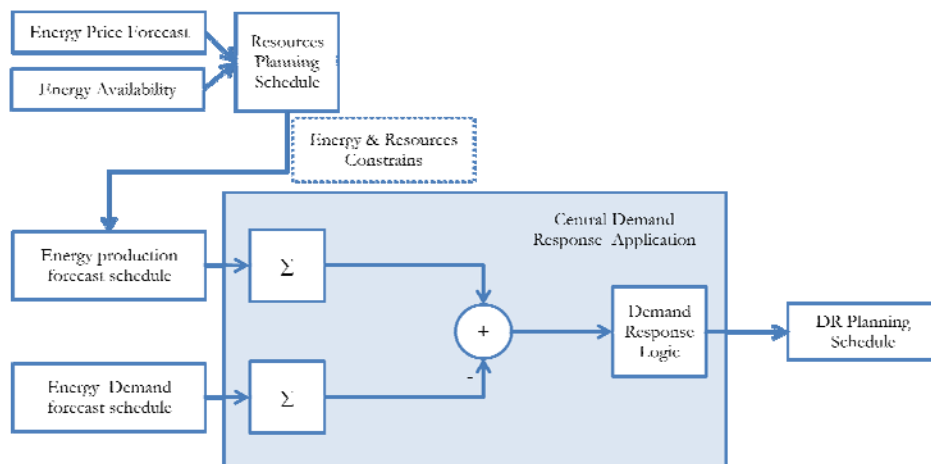 Energy Price Forecast
Energy Availability
Resources
Planning
Schedule
Energy & Resources
Constrains
Central Demand
Response Application
Energy production
forecast schedule
Σ
+
Demand
Response
Logic
DR Planning
Schedule
-
Energy Demand
forecast schedule
Σ